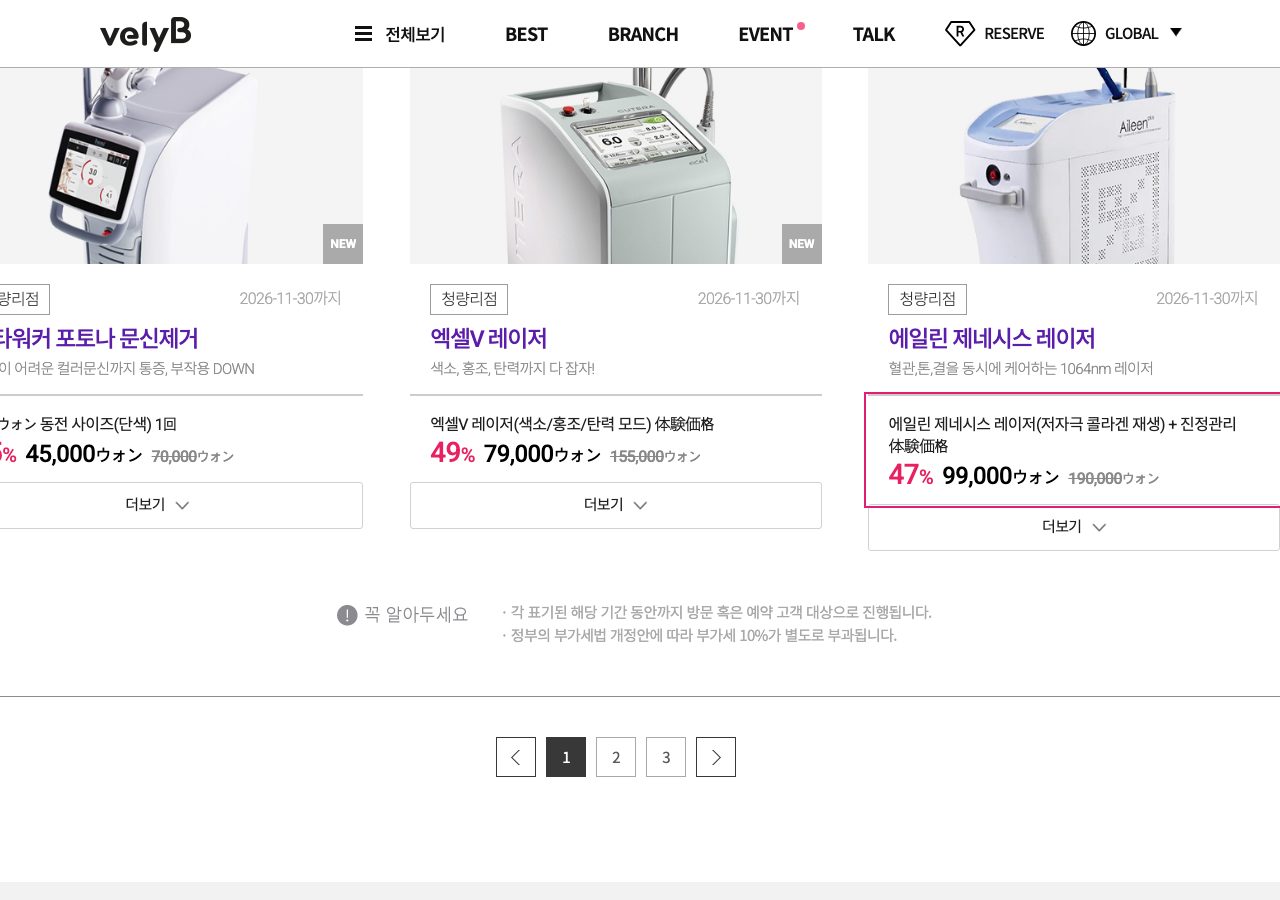 velyB
전체보기
BEST
BRANCH
EVENT
TALK
RESERVE
GLOBAL
CUTERA
6.0
Aileen
NEW
NEW
량리점
2026-11-30까지
청량리점
2026-11-30까지
청량리점
2026-11-30까지
타워커 포토나 문신제거
엑셀V 레이저
에일린 제네시스 레이저
이 어려운 컬러문신까지 통증, 부작용 DOWN
색소, 홍조, 탄력까지 다 잡자!
혈관,톤,결을 동시에 케어하는 1064nm 레이저
ウォン 동전 사이즈(단색) 1回
% 45,000ウォン 70,000ウォン
더보기
엑셀V 레이저(색소/홍조/탄력 모드) 体験価格
49% 79,000ウォン 155,000ウォン
더보기
에일린 제네시스 레이저(저자극 콜라겐 재생) + 진정관리
体験価格
47% 99,000ウォン 190,000ウォン
더보기
꼭 알아두세요
· 각 표기된 해당 기간 동안까지 방문 혹은 예약 고객 대상으로 진행됩니다.
· 정부의 부가세법 개정안에 따라 부가세 10%가 별도로 부과됩니다.
1 2 3